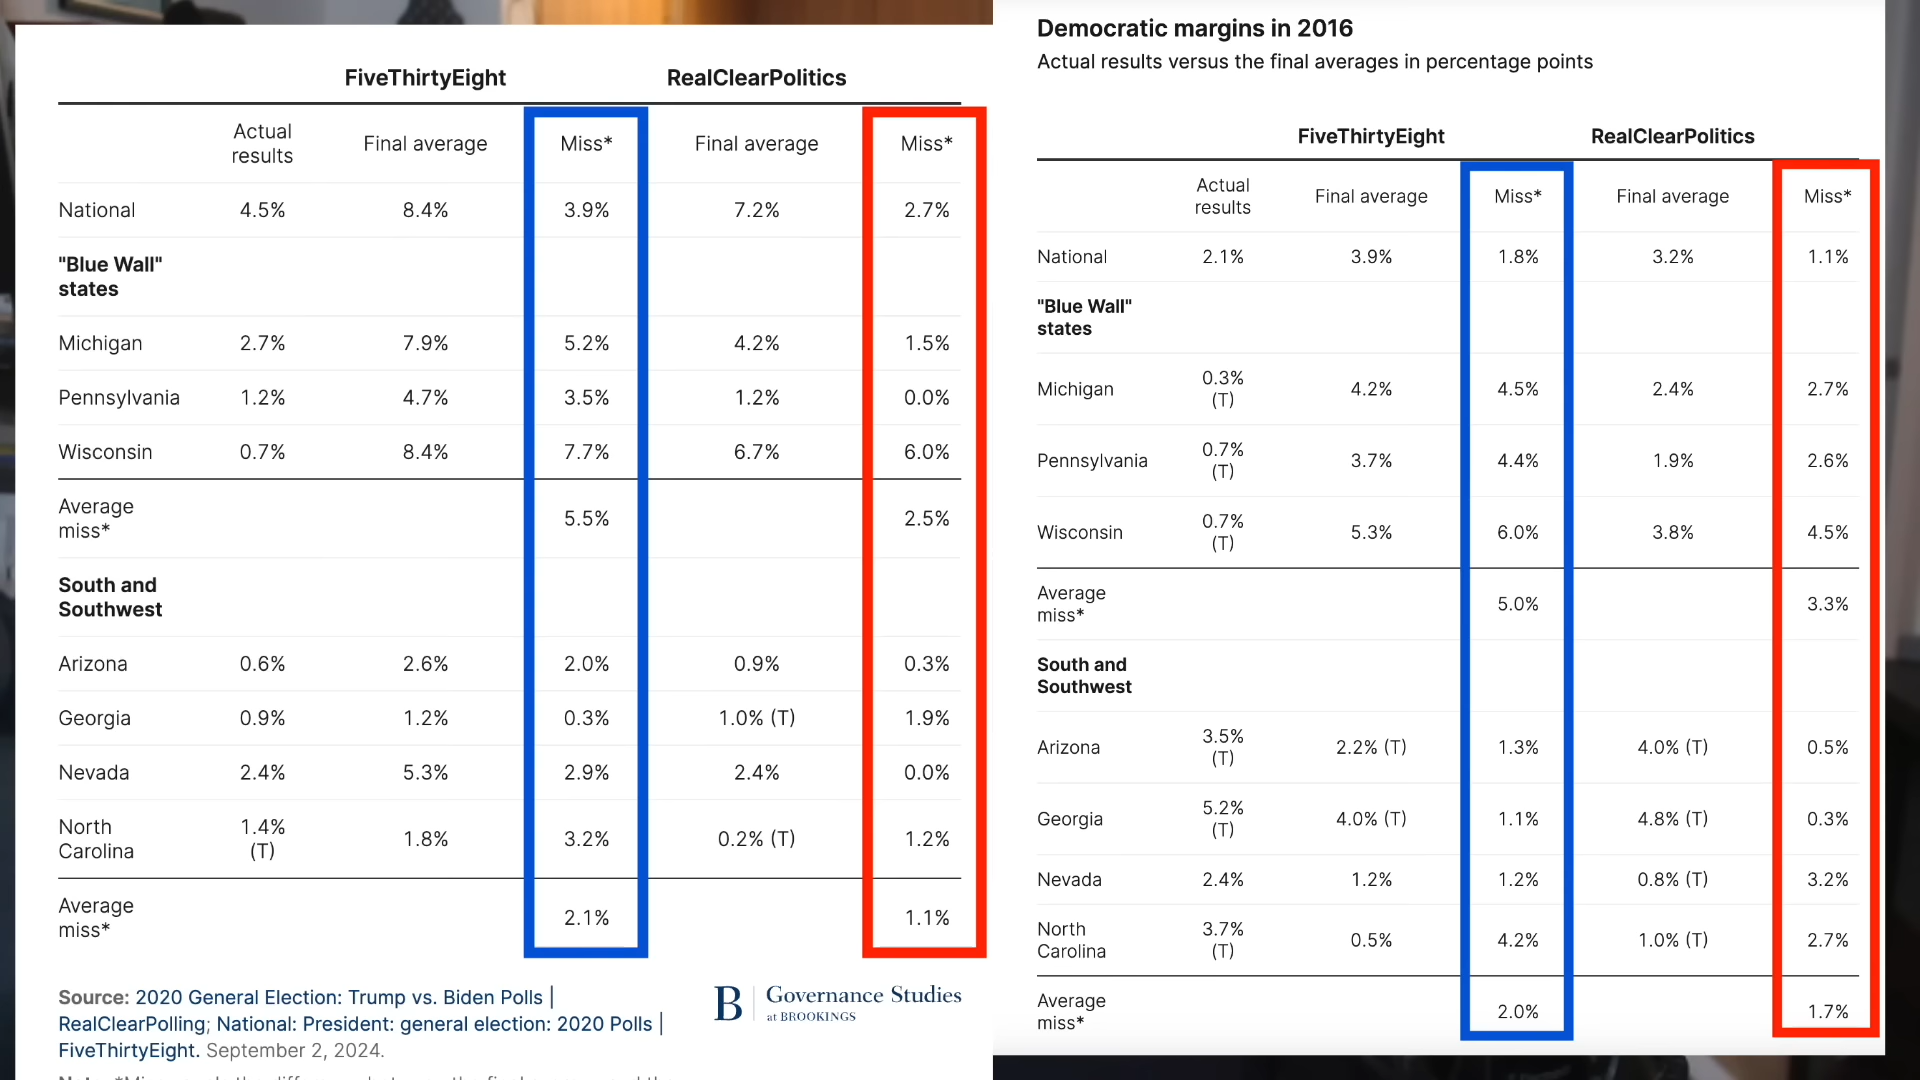 FiveThirtyEight RealClearPolitics
Actual results Final average Miss* Final average Miss*
National 4.5% 8.4% 3.9% 7.2% 2.7%
"Blue Wall" states
Michigan 2.7% 7.9% 5.2% 4.2% 1.5%
Pennsylvania 1.2% 4.7% 3.5% 1.2% 0.0%
Wisconsin 0.7% 8.4% 7.7% 6.7% 6.0%
Average miss* 5.5% 2.5%
South and Southwest
Arizona 0.6% 2.6% 2.0% 0.9% 0.3%
Georgia 0.9% 1.2% 0.3% 1.0% (T) 1.9%
Nevada 2.4% 5.3% 2.9% 2.4% 0.0%
North Carolina 1.4% (T) 1.8% 3.2% 0.2% (T) 1.2%
Average miss* 2.1% 1.1%
Source: 2020 General Election: Trump vs. Biden Polls |
RealClearPolling; National: President: general election: 2020 Polls |
FiveThirtyEight. September 2, 2024.
B Governance Studies
at BROOKINGS
Democratic margins in 2016
Actual results versus the final averages in percentage points
FiveThirtyEight RealClearPolitics
Actual results Final average Miss* Final average Miss*
National 2.1% 3.9% 1.8% 3.2% 1.1%
"Blue Wall" states
Michigan 0.3% (T) 4.2% 4.5% 2.4% 2.7%
Pennsylvania 0.7% (T) 3.7% 4.4% 1.9% 2.6%
Wisconsin 0.7% (T) 5.3% 6.0% 3.8% 4.5%
Average miss* 5.0% 3.3%
South and Southwest
Arizona 3.5% (T) 2.2% (T) 1.3% 4.0% (T) 0.5%
Georgia 5.2% (T) 4.0% (T) 1.1% 4.8% (T) 0.3%
Nevada 2.4% 1.2% 1.2% 0.8% (T) 3.2%
North Carolina 3.7% (T) 0.5% 4.2% 1.0% (T) 2.7%
Average miss* 2.0% 1.7%